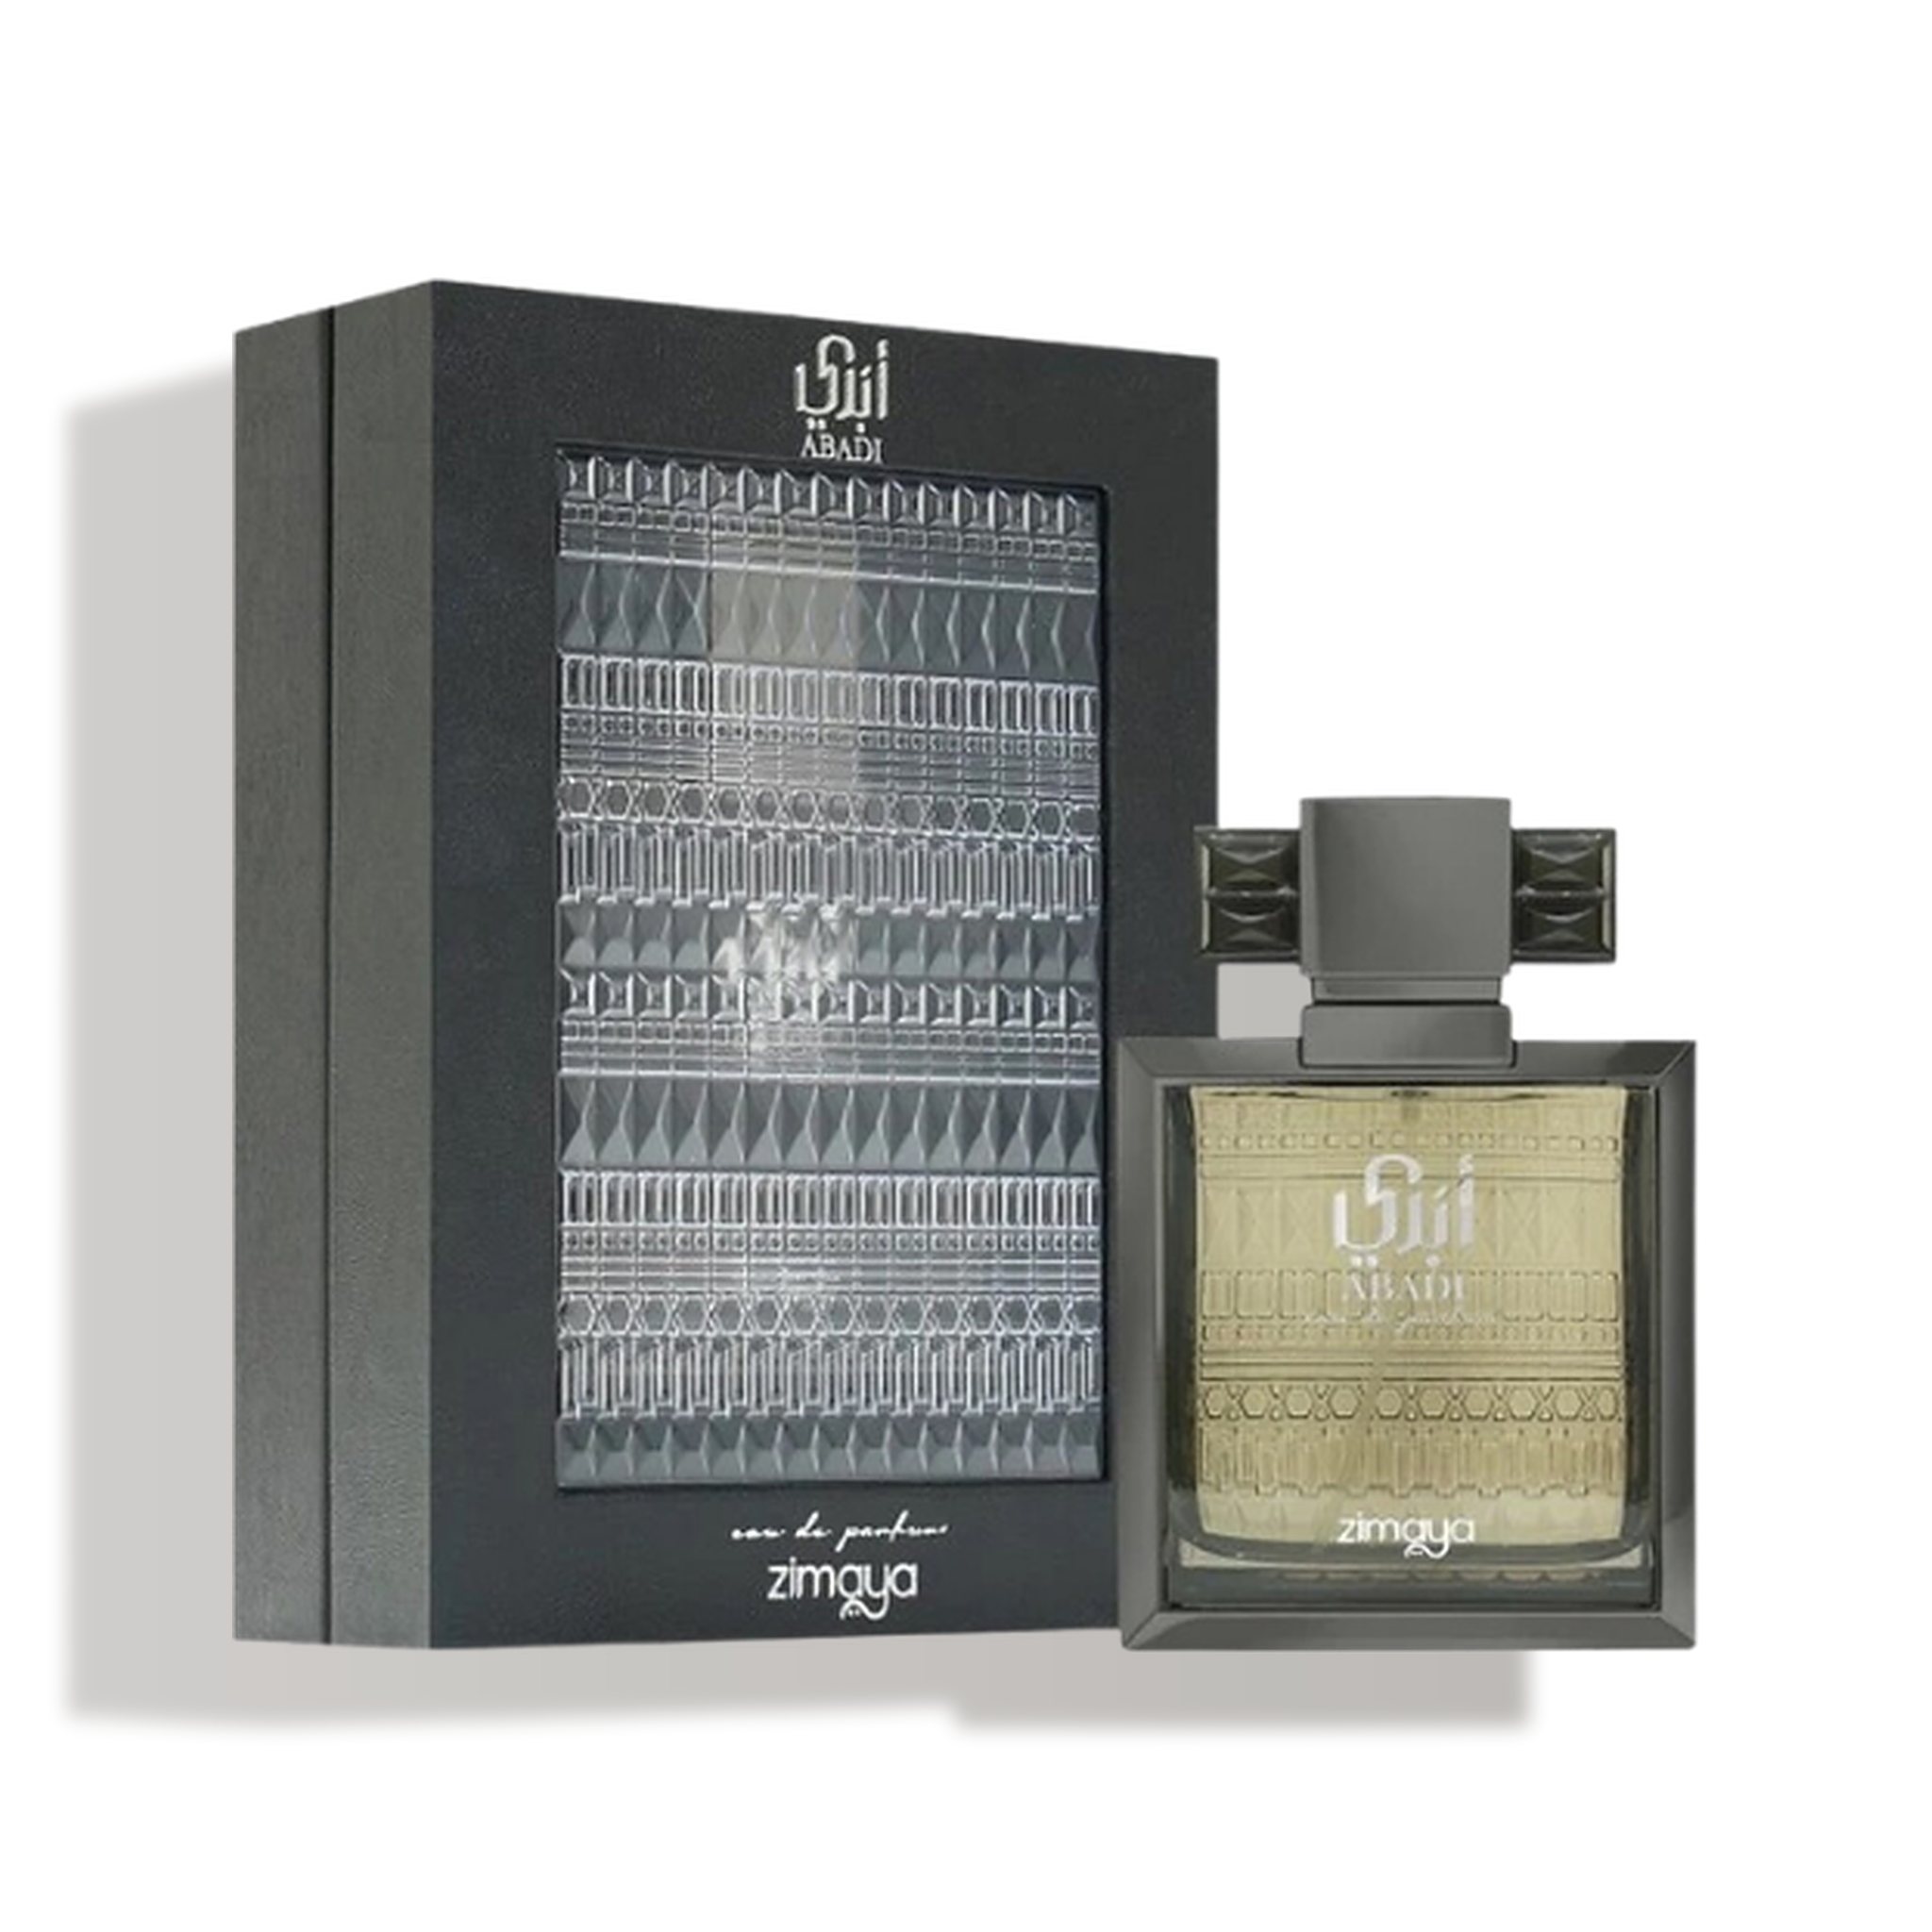 أبدي
ABADI
eau de parfum
zimaya
أبدي
ABADI
zimaya